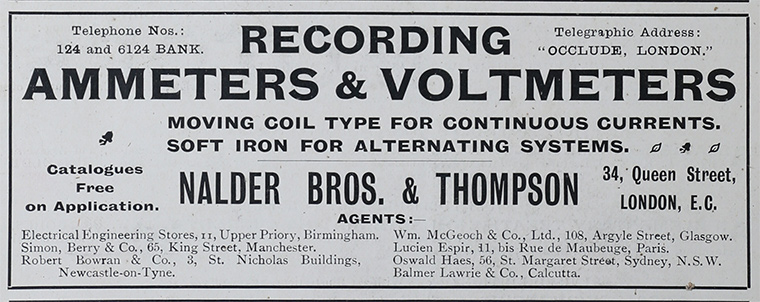 Telephone Nos.:
124 and 6124 BANK.
RECORDING
Telegraphic Address:
"OCCLUDE, LONDON."
AMMETERS & VOLTMETERS
MOVING COIL TYPE FOR CONTINUOUS CURRENTS.
SOFT IRON FOR ALTERNATING SYSTEMS.
Catalogues
Free
on Application.
NALDER BROS. & THOMPSON
34, Queen Street,
LONDON, E.C.
AGENTS:—
Electrical Engineering Stores, 11, Upper Priory, Birmingham.
Simon, Berry & Co., 65, King Street, Manchester.
Robert Bowran & Co., 3, St. Nicholas Buildings,
Newcastle-on-Tyne.
Wm. McGeoch & Co., Ltd., 108, Argyle Street, Glasgow.
Lucien Espir, 11, bis Rue de Maubeuge, Paris.
Oswald Haes, 56, St. Margaret Street, Sydney, N.S.W.
Balmer Lawrie & Co., Calcutta.